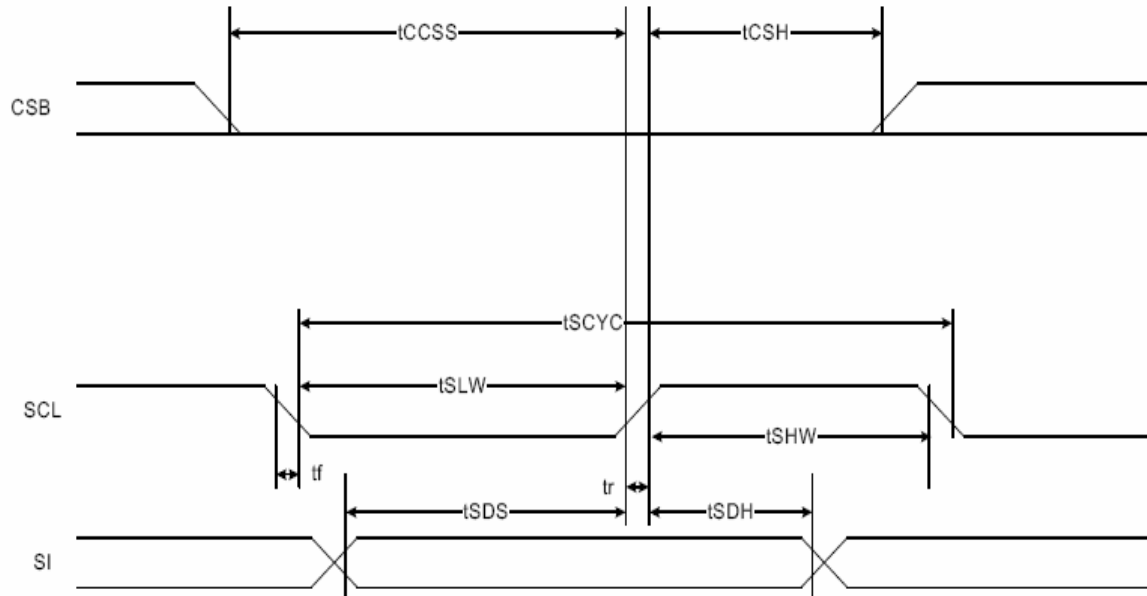 tCCSS tCSH
CSB
tSCYC
tSLW
SCL
tSHW
tf
tr
tSDS tSDH
SI